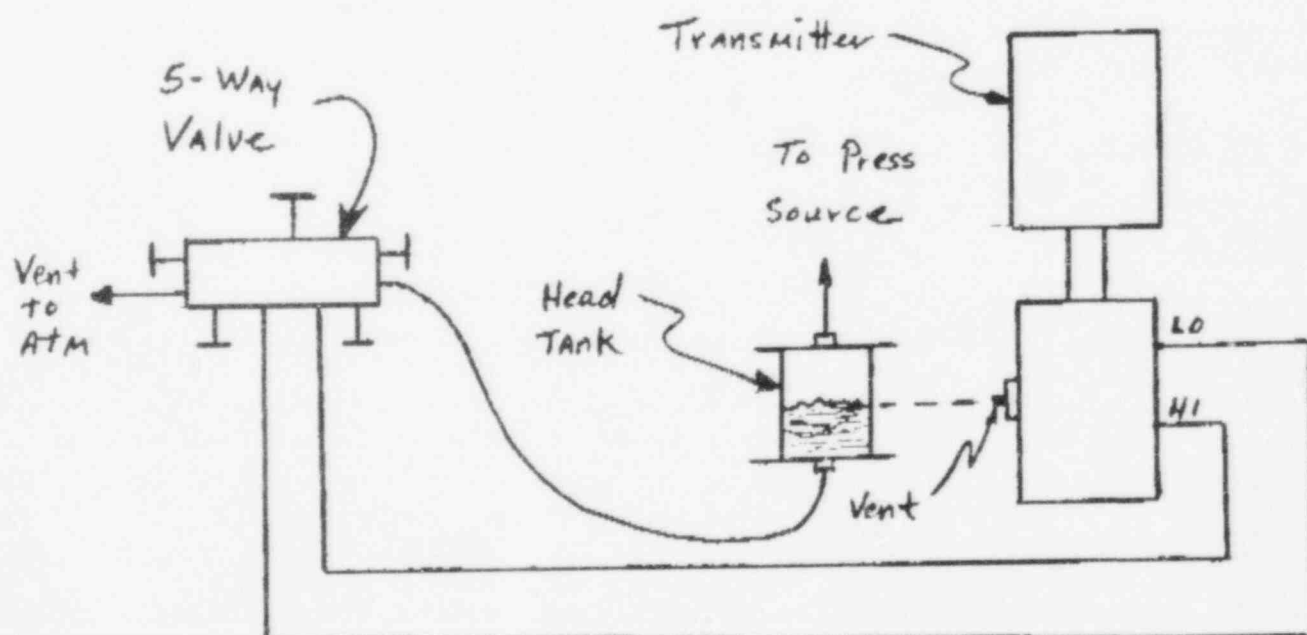 Transmitter
5-Way
Valve
To Press
Source
Vent
to
Atm
Head
Tank
LO
HI
Vent